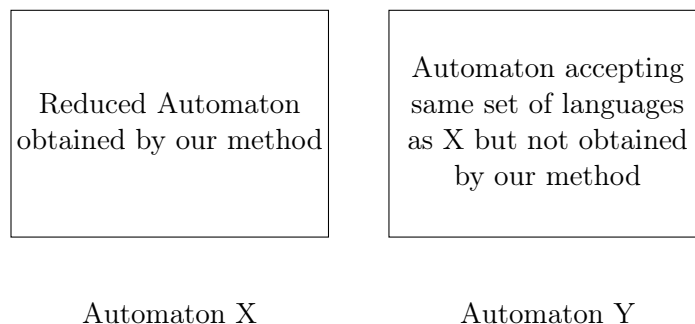 Reduced Automaton
obtained by our method
Automaton accepting
same set of languages
as X but not obtained
by our method
Automaton X
Automaton Y